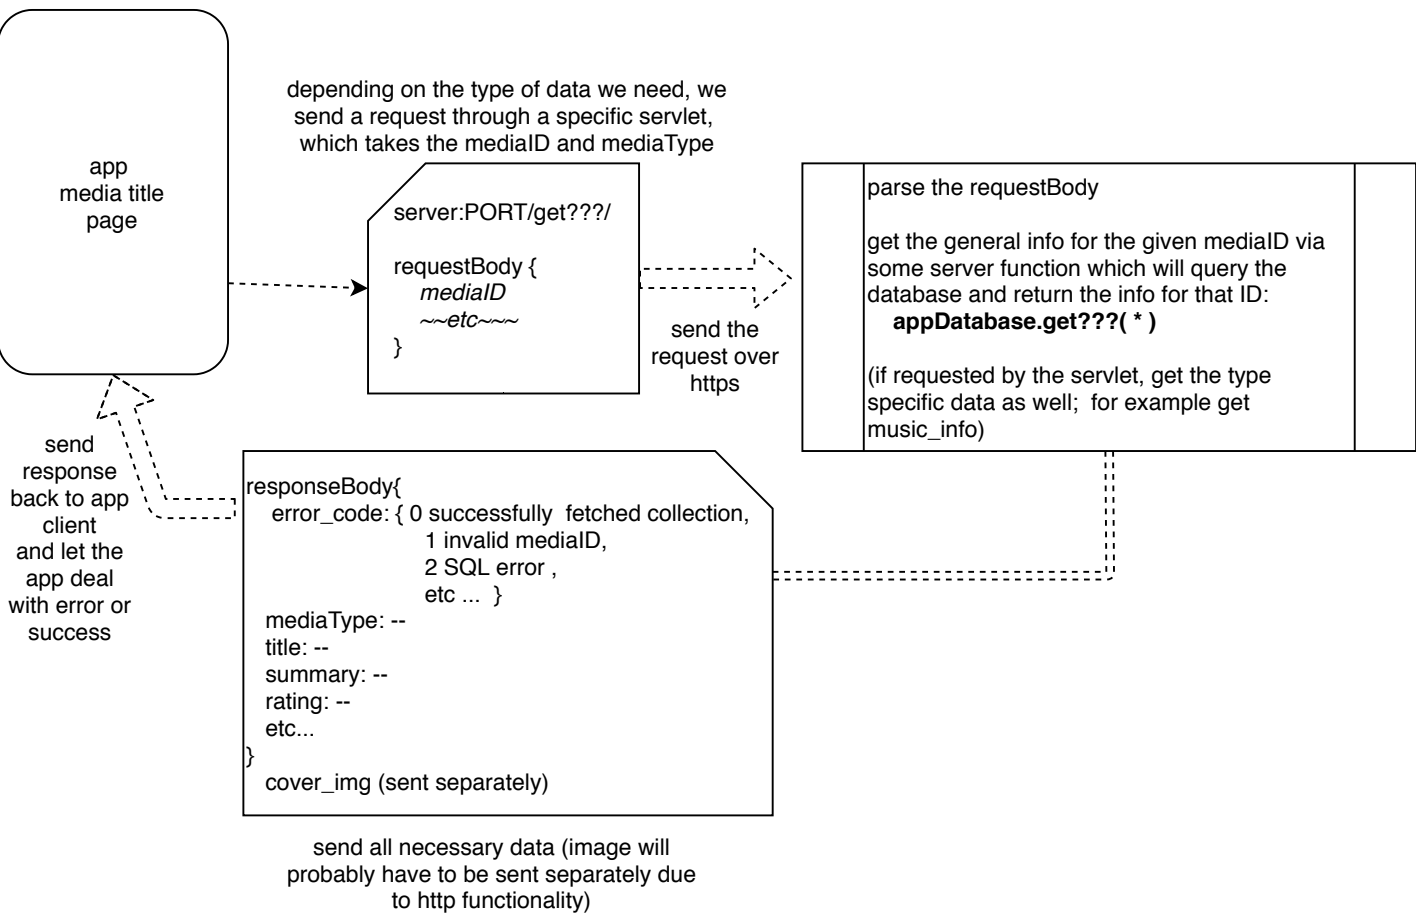 app
media title
page
depending on the type of data we need, we
send a request through a specific servlet,
which takes the mediaID and mediaType
server:PORT/get???/
requestBody {
mediaID
~~etc~~~
}
send the
request over
https
parse the requestBody
get the general info for the given mediaID via
some server function which will query the
database and return the info for that ID:
appDatabase.get???( * )
(if requested by the servlet, get the type
specific data as well;  for example get
music_info)
send
response
back to app
client
and let the
app deal
with error or
success
responseBody{
error_code: { 0 successfully  fetched collection,
1 invalid mediaID,
2 SQL error ,
etc ...  }
mediaType: --
title: --
summary: --
rating: --
etc...
}
cover_img (sent separately)
send all necessary data (image will
probably have to be sent separately due
to http functionality)